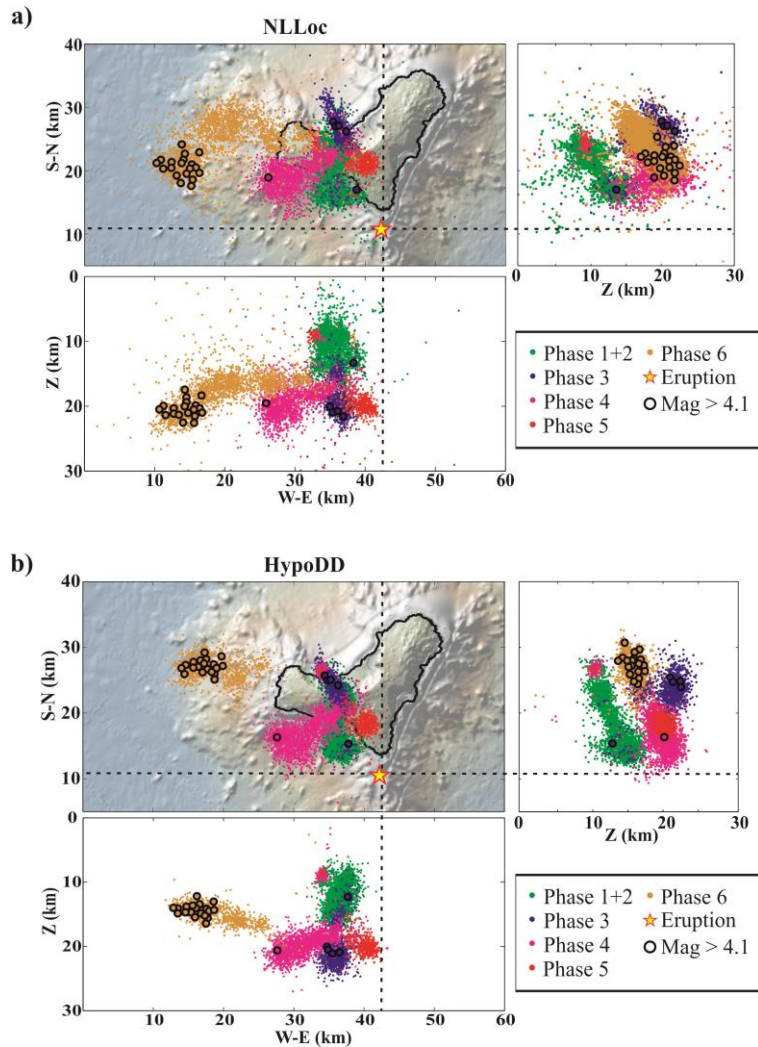 a)
NLLoc
40
30
20
10
S-N (km)
0
10
20
30
Z (km)
10 20 30 40 50 60
W-E (km)
0 10 20 30
Z (km)
Phase 1+2
Phase 3
Phase 4
Phase 5
Phase 6
Eruption
Mag > 4.1
b)
HypoDD
40
30
20
10
S-N (km)
0
10
20
30
Z (km)
10 20 30 40 50 60
W-E (km)
0 10 20 30
Z (km)
Phase 1+2
Phase 3
Phase 4
Phase 5
Phase 6
Eruption
Mag > 4.1